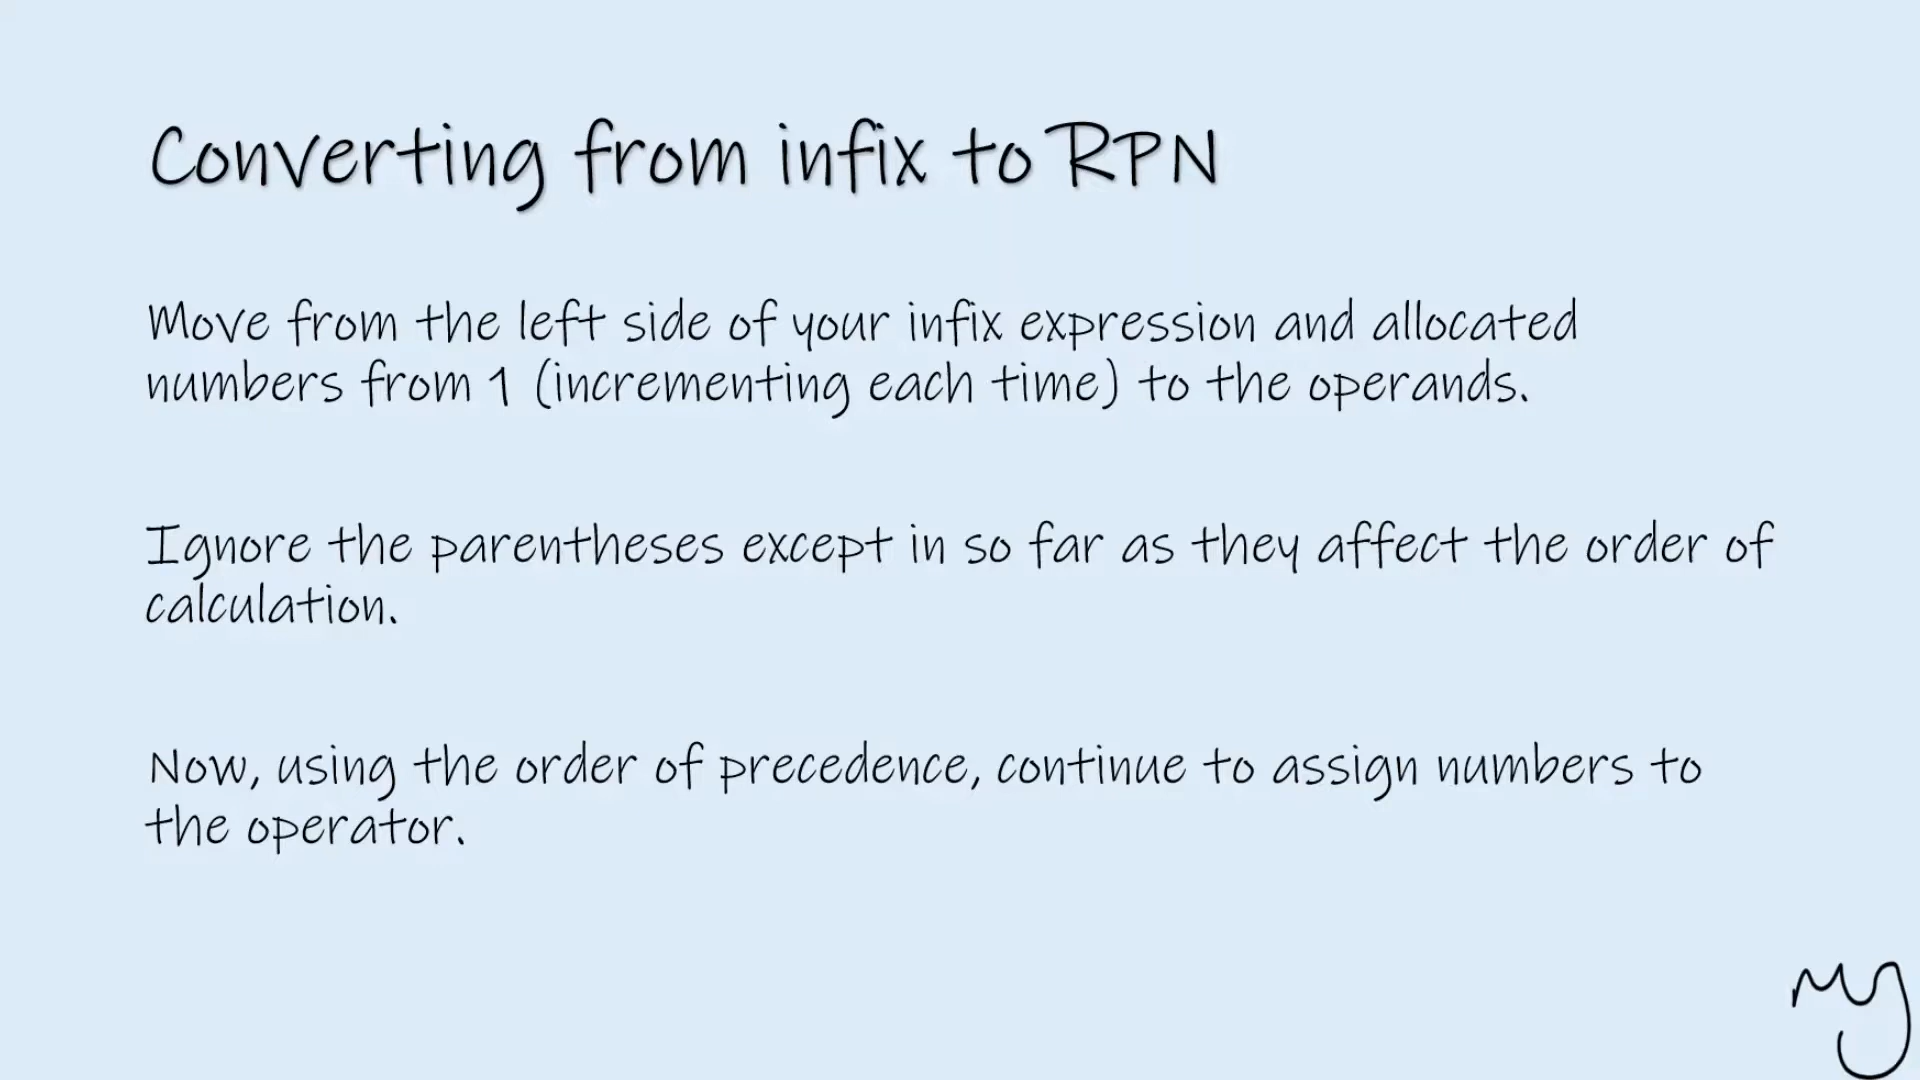 Converting from infix to RPN
Move from the left side of your infix expression and allocated
numbers from 1 (incrementing each time) to the operands.
Ignore the parentheses except in so far as they affect the order of
calculation.
Now, using the order of precedence, continue to assign numbers to
the operator.